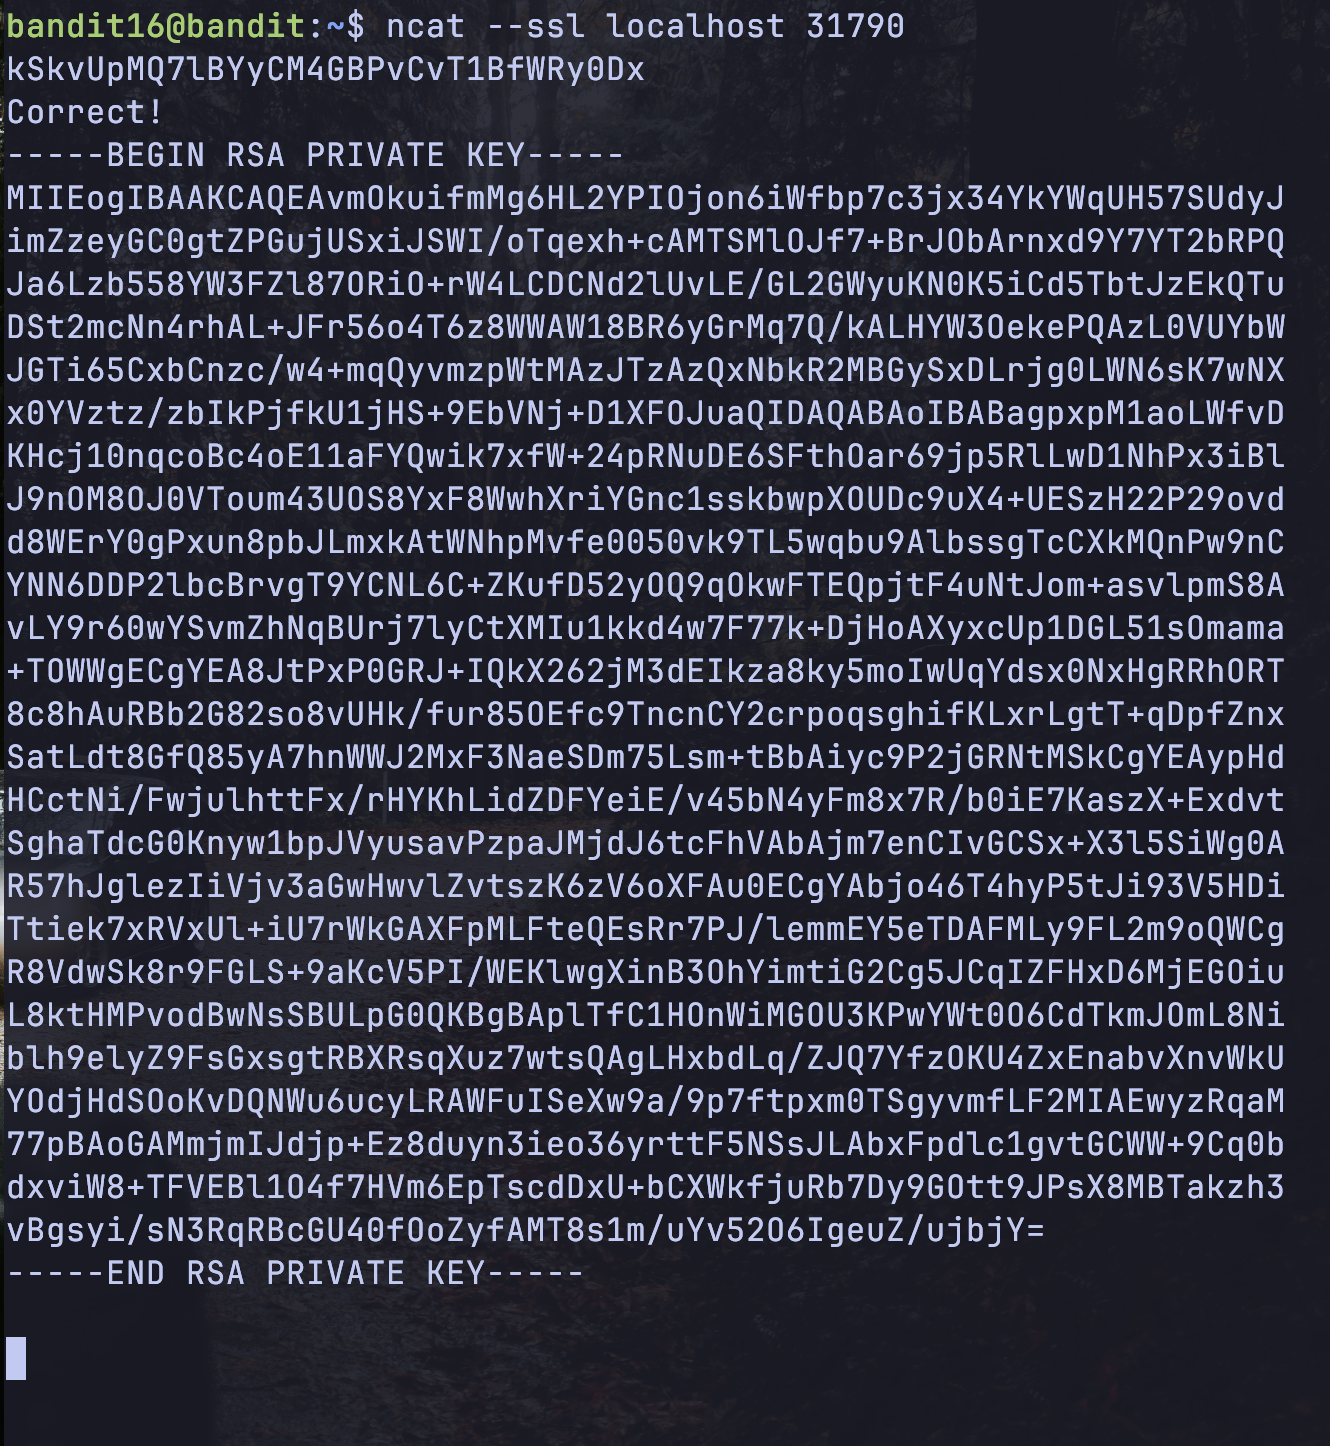 bandit16@bandit:~$ ncat --ssl localhost 31790
kSkvUpMQ7lBYyCM4GBPvCvT1BfWRy0Dx
Correct!
-----BEGIN RSA PRIVATE KEY-----
MIIEogIBAAKCAQEAvmOkuifmMg6HL2YPIOjon6iWfbp7c3jx34YkYWqUH57SUdyJ
imZzeyGC0gtZPGujUSxiJSWI/oTqexh+cAMTSMlOJf7+BrJObArnxd9Y7YT2bRPQ
Ja6Lzb558YW3FZl87ORiO+rW4LCDCNd2lUvLE/GL2GWyuKN0K5iCd5TbtJzEkQTu
DSt2mcNn4rhAL+JFr56o4T6z8WWAW18BR6yGrMq7Q/kALHYW3OekePQAzL0VUYbW
JGTi65CxbCnzc/w4+mqQyvmzpWtMAzJTzAzQxNbkR2MBGySxDLrjg0LWN6sK7wNX
x0YVztz/zbIkPjfkU1jHS+9EbVNj+D1XFOJuaQIDAQABAoIBABagpxpM1aoLWfvD
KHcj10nqcoBc4oE11aFYQwik7xfW+24pRNuDE6SFthOar69jp5RlLwD1NhPx3iBl
J9nOM8OJ0VToum43UOS8YxF8WwhXriYGnc1sskbwpXOUDc9uX4+UESzH22P29ovd
d8WErY0gPxun8pbJLmxkAtWNhpMvfe0050vk9TL5wqbu9AlbssgTcCXkMQnPw9nC
YNN6DDP2lbcBrvgT9YCNL6C+ZKufD52yOQ9qOkwFTEQpjtF4uNtJom+asvlpmS8A
vLY9r60wYSvmZhNqBUrj7lyCtXMIu1kkd4w7F77k+DjHoAXyxcUp1DGL51sOmama
+TOWWgECgYEA8JtPxP0GRJ+IQkX262jM3dEIkza8ky5moIwUqYdsx0NxHgRRhORT
8c8hAuRBb2G82so8vUHk/fur85OEfc9TncnCY2crpoqsghifKLxrLgtT+qDpfZnx
SatLdt8GfQ85yA7hnWWJ2MxF3NaeSDm75Lsm+tBbAiyc9P2jGRNtMSkCgYEAypHd
HCctNi/FwjulhttFx/rHYKhLidZDFYeiE/v45bN4yFm8x7R/b0iE7KaszX+Exdvt
SghaTdcG0Knyw1bpJVyusavPzpaJMjdJ6tcFhVAbAjm7enCIvGCSx+X3l5SiWg0A
R57hJglezIiVjv3aGwHwvlZvtszK6zV6oXFAu0ECgYAbjo46T4hyP5tJi93V5HDi
Ttiek7xRVxUl+iU7rWkGAXFpMLFteQEsRr7PJ/lemmEY5eTDAFMLy9FL2m9oQWCg
R8VdwSk8r9FGLS+9aKcV5PI/WEKlwgXinB3OhYimtiG2Cg5JCqIZFHxD6MjEGOiu
L8ktHMPvodBwNsSBULpG0QKBgBAplTfC1HOnWiMGOU3KPwYWt0O6CdTkmJOmL8Ni
blh9elyZ9FsGxsgtRBXRsqXuz7wtsQAgLHxbdLq/ZJQ7YfzOKU4ZxEnabvXnvWkU
YOdjHdSOoKvDQNWu6ucyLRAWFuISeXw9a/9p7ftpxm0TSgyvmfLF2MIAEwyzRqaM
77pBAoGAMmjmIJdjp+Ez8duyn3ieo36yrttF5NSsJLAbxFpdlc1gvtGCWW+9Cq0b
dxviW8+TFVEBl1O4f7HVm6EpTscdDxU+bCXWkfjuRb7Dy9GOtt9JPsX8MBTakzh3
vBgsyi/sN3RqRBcGU40fOoZyfAMT8s1m/uYv52O6IgeuZ/ujbjY=
-----END RSA PRIVATE KEY-----